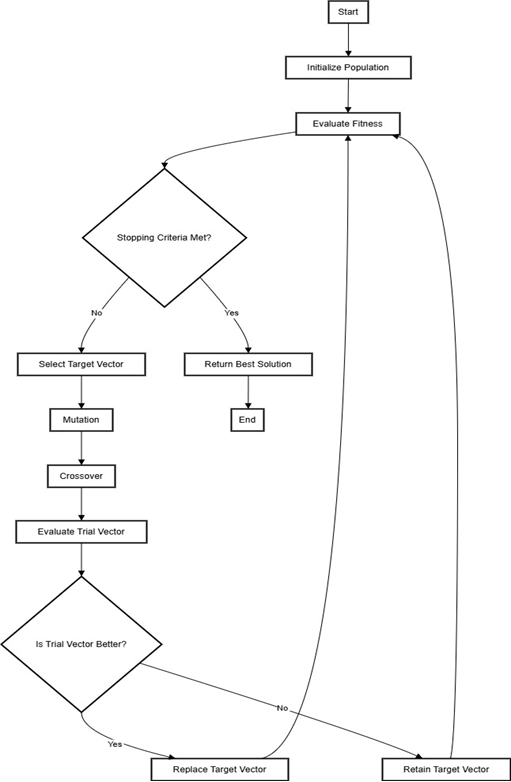 Start
Initialize Population
Evaluate Fitness
Stopping Criteria Met?
No
Yes
Select Target Vector
Return Best Solution
Mutation
End
Crossover
Evaluate Trial Vector
Is Trial Vector Better?
No
Yes
Replace Target Vector
Retain Target Vector